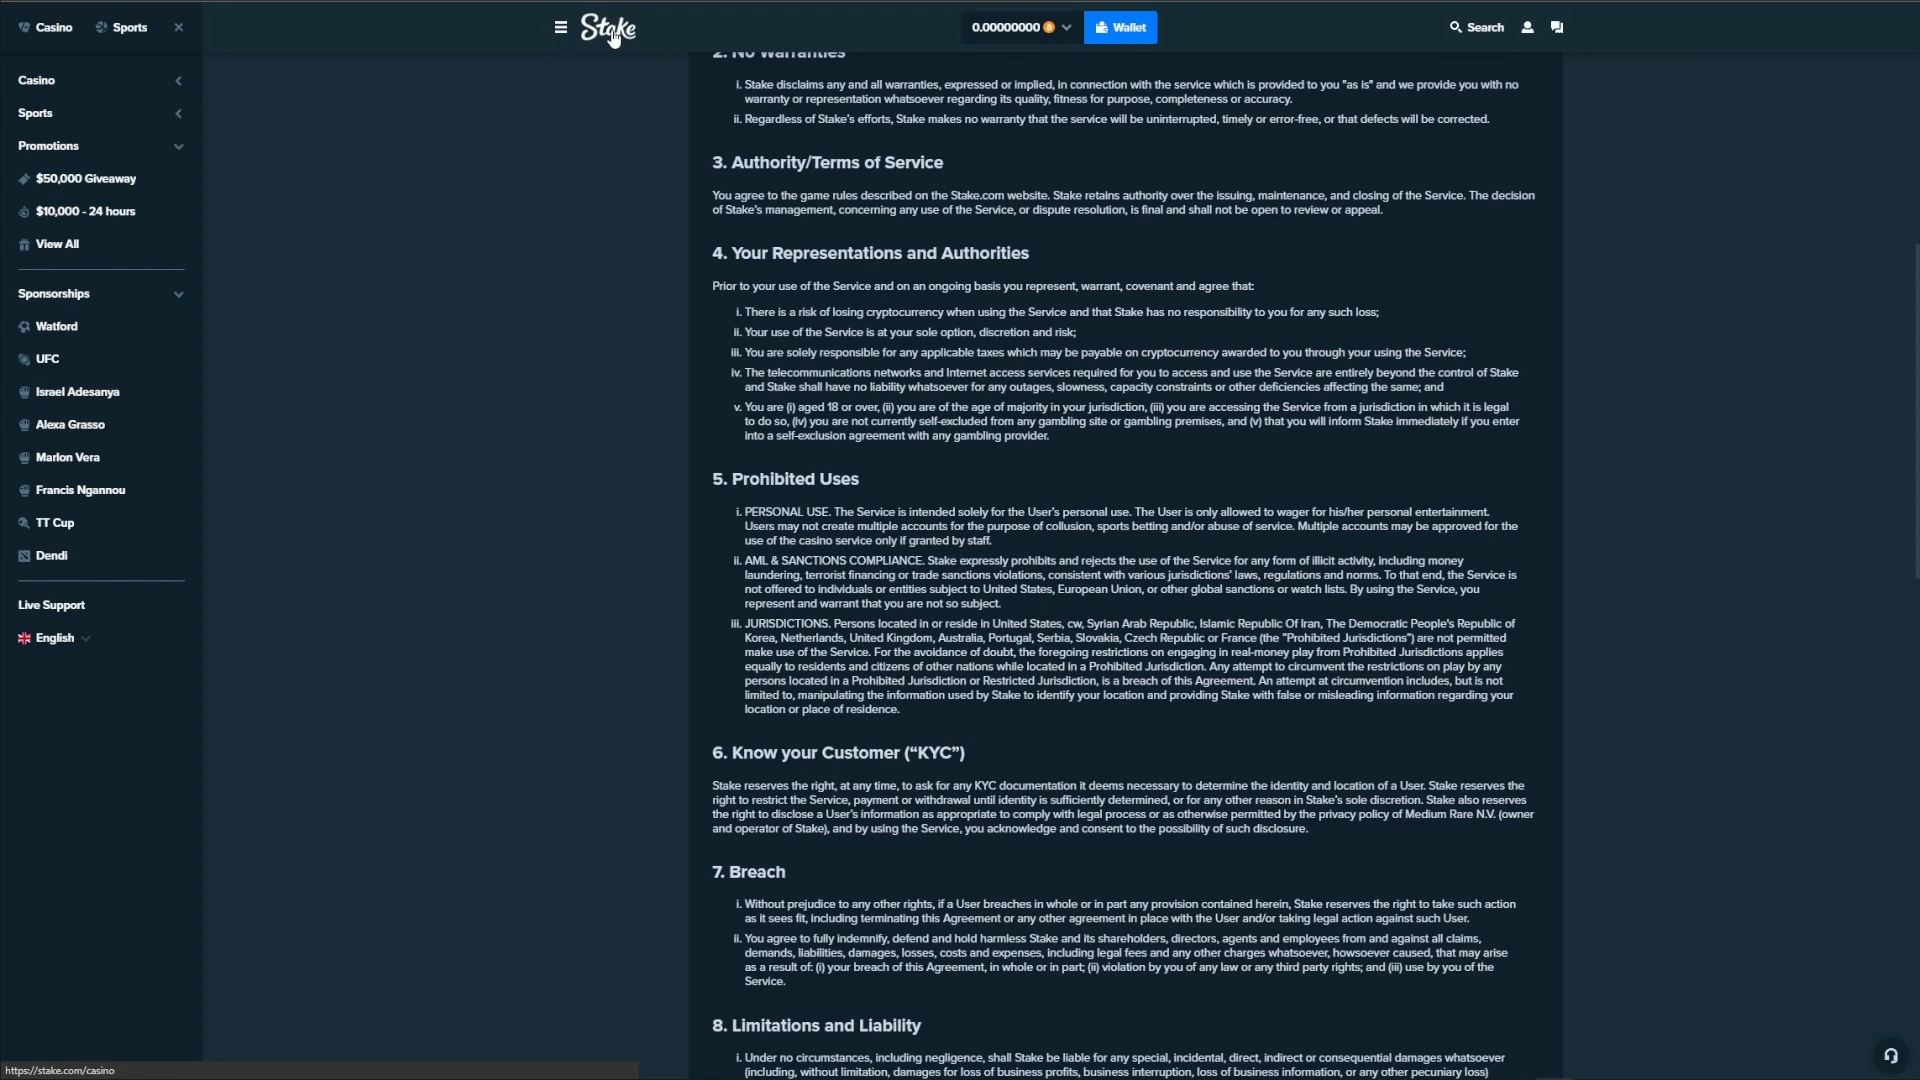 Casino
Sports
Stake
0.00000000
Wallet
Search
Casino
Sports
Promotions
$50,000 Giveaway
$10,000 - 24 hours
View All
Sponsorships
Watford
UFC
Israel Adesanya
Alexa Grasso
Marlon Vera
Francis Ngannou
TT Cup
Dendi
Live Support
English
2. No Warranties
i. Stake disclaims any and all warranties, expressed or implied, in connection with the service which is provided to you "as is" and we provide you with no
warranty or representation whatsoever regarding its quality, fitness for purpose, completeness or accuracy.
ii. Regardless of Stake's efforts, Stake makes no warranty that the service will be uninterrupted, timely or error-free, or that defects will be corrected.
3. Authority/Terms of Service
You agree to the game rules described on the Stake.com website. Stake retains authority over the issuing, maintenance, and closing of the Service. The decision
of Stake's management, concerning any use of the Service, or dispute resolution, is final and shall not be open to review or appeal.
4. Your Representations and Authorities
Prior to your use of the Service and on an ongoing basis you represent, warrant, covenant and agree that:
i. There is a risk of losing cryptocurrency when using the Service and that Stake has no responsibility to you for any such loss;
ii. Your use of the Service is at your sole option, discretion and risk;
iii. You are solely responsible for any applicable taxes which may be payable on cryptocurrency awarded to you through your using the Service;
iv. The telecommunications networks and Internet access services required for you to access and use the Service are entirely beyond the control of Stake
and Stake shall have no liability whatsoever for any outages, slowness, capacity constraints or other deficiencies affecting the same; and
v. You are (i) aged 18 or over, (ii) you are of the age of majority in your jurisdiction, (iii) you are accessing the Service from a jurisdiction in which it is legal
to do so, (iv) you are not currently self-excluded from any gambling site or gambling premises, and (v) that you will inform Stake immediately if you enter
into a self-exclusion agreement with any gambling provider.
5. Prohibited Uses
i. PERSONAL USE. The Service is intended solely for the User's personal use. The User is only allowed to wager for his/her personal entertainment.
Users may not create multiple accounts for the purpose of collusion, sports betting and/or abuse of service. Multiple accounts may be approved for the
use of the casino service only if granted by staff.
ii. AML & SANCTIONS COMPLIANCE. Stake expressly prohibits and rejects the use of the Service for any form of illicit activity, including money
laundering, terrorist financing or trade sanctions violations, consistent with various jurisdictions' laws, regulations and norms. To that end, the Service is
not offered to individuals or entities subject to United States, European Union, or other global sanctions or watch lists. By using the Service, you
represent and warrant that you are not so subject.
iii. JURISDICTIONS. Persons located in or reside in United States, cw, Syrian Arab Republic, Islamic Republic Of Iran, The Democratic People's Republic of
Korea, Netherlands, United Kingdom, Australia, Portugal, Serbia, Slovakia, Czech Republic or France (the "Prohibited Jurisdictions") are not permitted
make use of the Service. For the avoidance of doubt, the foregoing restrictions on engaging in real-money play from Prohibited Jurisdictions applies
equally to residents and citizens of other nations while located in a Prohibited Jurisdiction. Any attempt to circumvent the restrictions on play by any
persons located in a Prohibited Jurisdiction or Restricted Jurisdiction, is a breach of this Agreement. An attempt at circumvention includes, but is not
limited to, manipulating the information used by Stake to identify your location and providing Stake with false or misleading information regarding your
location or place of residence.
6. Know your Customer (“KYC”)
Stake reserves the right, at any time, to ask for any KYC documentation it deems necessary to determine the identity and location of a User. Stake reserves the
right to restrict the Service, payment or withdrawal until identity is sufficiently determined, or for any other reason in Stake's sole discretion. Stake also reserves
the right to disclose a User's information as appropriate to comply with legal process or as otherwise permitted by the privacy policy of Medium Rare N.V. (owner
and operator of Stake), and by using the Service, you acknowledge and consent to the possibility of such disclosure.
7. Breach
i. Without prejudice to any other rights, if a User breaches in whole or in part any provision contained herein, Stake reserves the right to take such action
as it sees fit, including terminating this Agreement or any other agreement in place with the User and/or taking legal action against such User.
ii. You agree to fully indemnify, defend and hold harmless Stake and its shareholders, directors, agents and employees from and against all claims,
demands, liabilities, damages, losses, costs and expenses, including legal fees and any other charges whatsoever, howsoever caused, that may arise
as a result of: (i) your breach of this Agreement, in whole or in part; (ii) violation by you of any law or any third party rights; and (iii) use by you of the
Service.
8. Limitations and Liability
i. Under no circumstances, including negligence, shall Stake be liable for any special, incidental, direct, indirect or consequential damages whatsoever
(including, without limitation, damages for loss of business profits, business interruption, loss of business information, or any other pecuniary loss)
https://stake.com/casino